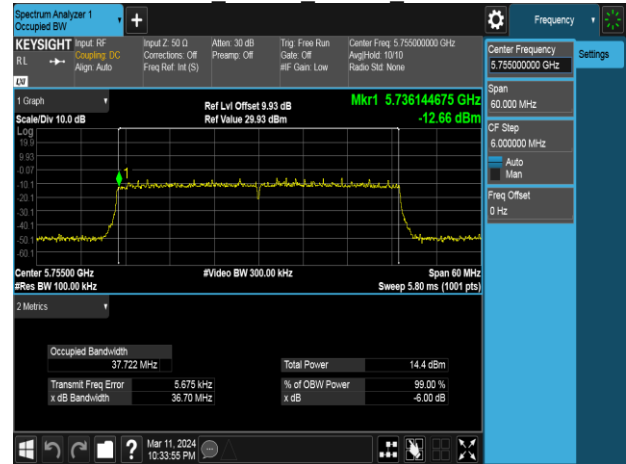 Spectrum Analyzer 1
Occupied BW
+
Frequency
KEYSIGHT
RL
LXI
Input: RF
Coupling: DC
Align: Auto
Input Z: 50 Ω
Corrections: Off
Freq Ref: Int (S)
Atten: 30 dB
Preamp: Off
Trig: Free Run
Gate: Off
#IF Gain: Low
Center Freq: 5.755000000 GHz
Avg|Hold: 10/10
Radio Std: None
Center Frequency
5.755000000 GHz
Settings
Span
60.000 MHz
CF Step
6.000000 MHz
Auto
Man
Freq Offset
0 Hz
1 Graph
Scale/Div 10.0 dB
Ref Lvl Offset 9.93 dB
Ref Value 29.93 dBm
Mkr1 5.736144675 GHz
-12.66 dBm
Log
19.9
9.93
-0.07
-10.1
-20.1
-30.1
-40.1
-50.1
-60.1
1
Center 5.75500 GHz
#Res BW 100.00 kHz
#Video BW 300.00 kHz
Span 60 MHz
Sweep 5.80 ms (1001 pts)
2 Metrics
Occupied Bandwidth
37.722 MHz
Total Power 14.4 dBm
Transmit Freq Error 5.675 kHz
% of OBW Power 99.00 %
x dB Bandwidth 36.70 MHz
x dB -6.00 dB
?
Mar 11, 2024
10:33:55 PM